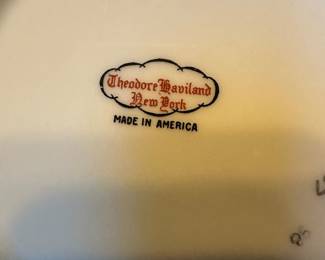 Theodore Haviland
New York
MADE IN AMERICA